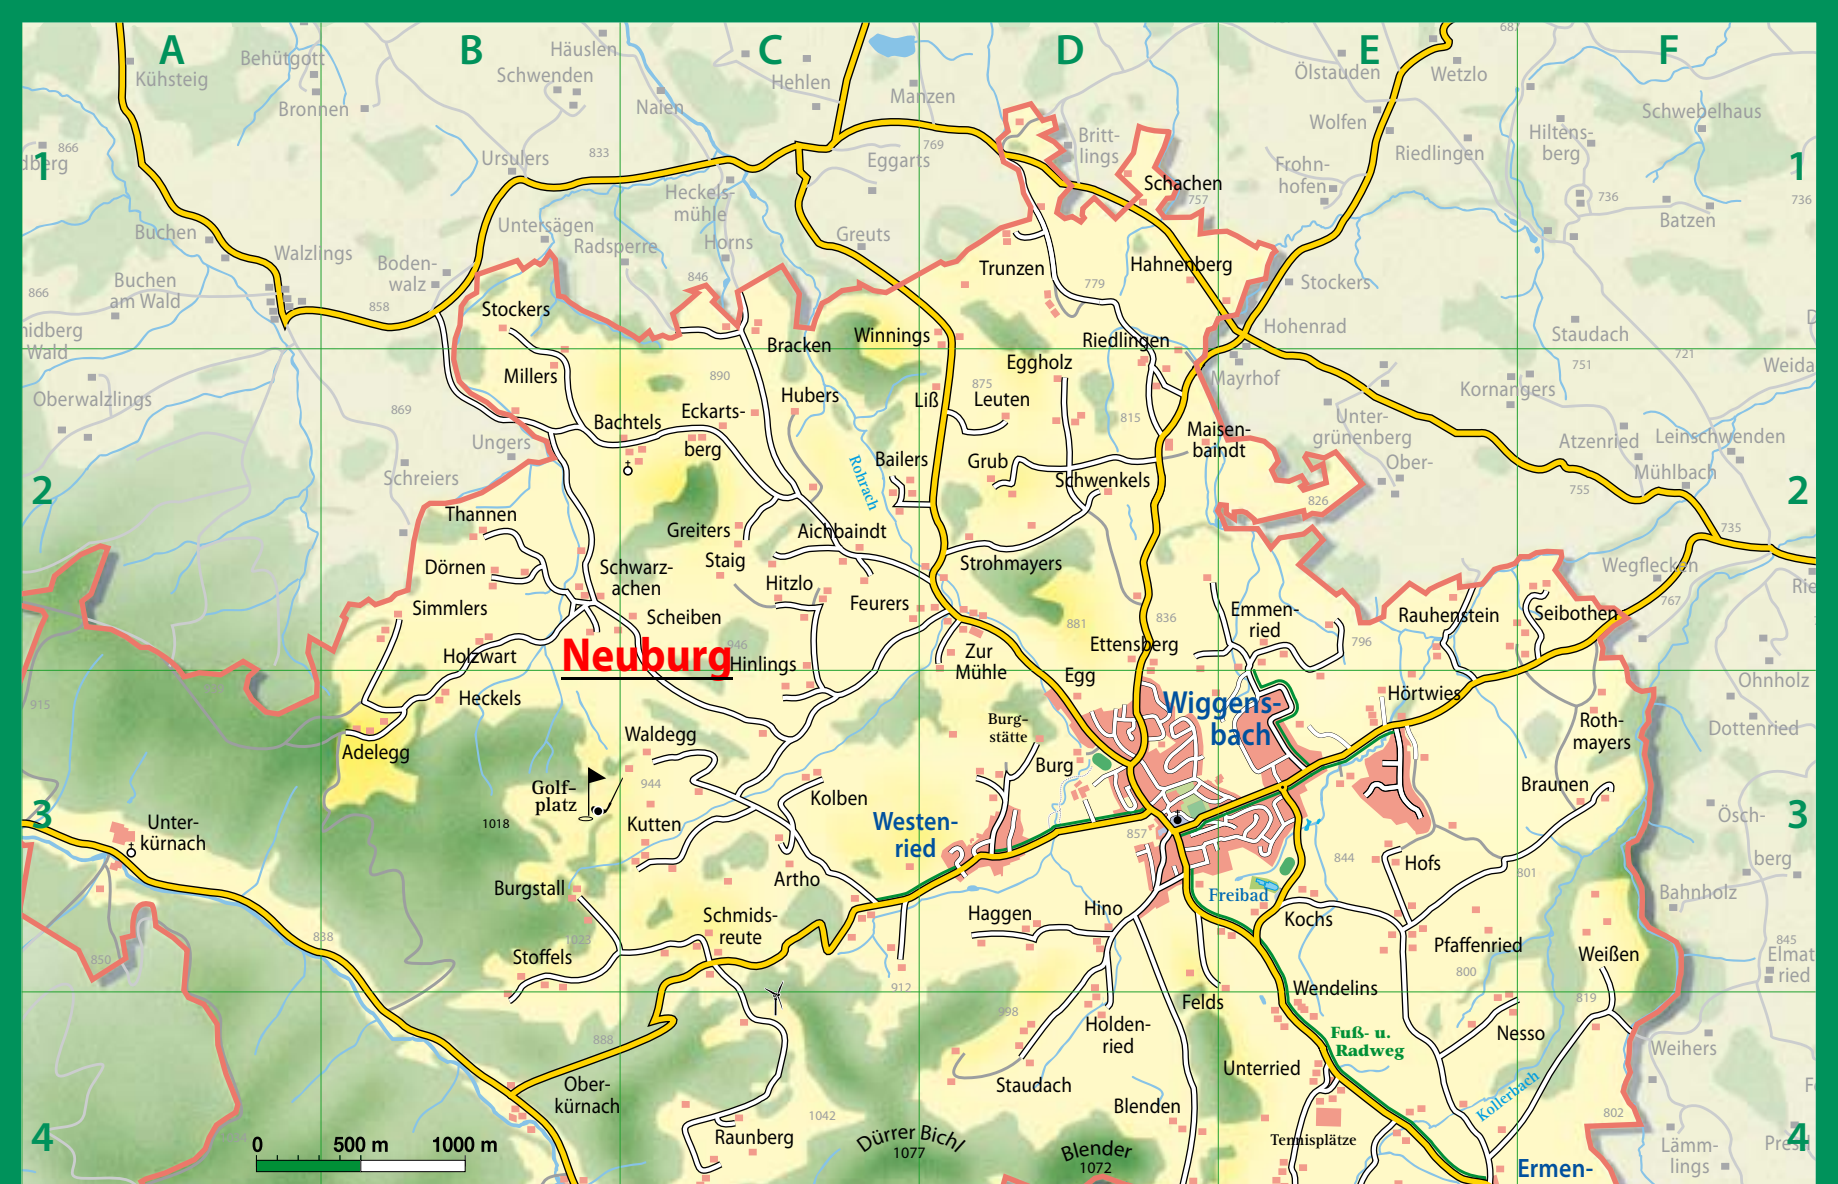 A
B
C
D
E
F
Kühsteig
Behütgott
Häuslen
Schwenden
Bronnen
Naien
Hehlen
Manzen
Ölstauden
Wetzlo
687
Schwebelhaus
Wolfen
Hiltens-
berg
Riedlingen
Britt-
lings
Frohn-
hofen
866
dberg
1
1
Ursulers
833
Eggarts
769
Schachen
757
736
736
Heckels-
mühle
Batzen
Buchen
Walzlings
Untersägen
Radsperre
Horns
Greuts
Boden-
walz
Buchen
am Wald
866
858
846
Trunzen
779
Hahnenberg
Stockers
Stockers
nidberg
Wald
Bracken
Winnings
Riedlingen
Hohenrad
Staudach
751
721
Weida
Millers
890
Hubers
Eggholz
875
Leuten
Liß
815
Mayrhof
Kornangers
Oberwalzlings
869
Bachtels
Eckarts-
berg
Unter-
grünenberg
Ober-
Atzenried
Leinschwenden
Mühlbach
Ungers
Schreiers
Maisen-
baindt
Bailers
Grub
Schwenkels
Rohrach
826
755
735
2
2
Thannen
Greiters
Aichbaindt
Staig
Strohmayers
Dörnen
Schwarz-
achen
Hitzlo
Feurers
Wegflecken
767
Rie
Simmlers
Scheiben
881
836
Emmen-
ried
796
Rauhenstein
Seibothen
Neuburg
946
Hinlings
Holzwart
Zur
Mühle
Ettensberg
Egg
Ohnholz
915
Heckels
Wiggens-
bach
Hörtwies
Burg-
stätte
Roth-
mayers
Dottenried
Waldegg
Adelegg
Burg
Golf-
platz
944
Kolben
Braunen
3
3
Unter-
kürnach
1018
Kutten
Westen-
ried
857
Ösch-
berg
844
Hofs
801
Artho
Burgstall
Freibad
Bahnholz
Schmids-
reute
Haggen
Hino
Kochs
838
850
1023
Stoffels
Pfaffenried
Weißen
845
Elmat
ried
912
800
819
Felds
Wendelins
998
Holden-
ried
Nesso
888
Fuß- u.
Radweg
Weihers
Unterried
Staudach
Ober-
kürnach
Kollerbach
Blenden
802
1042
Raunberg
Dürrer Bichl
1077
Blender
1072
Tennisplätze
Lämm-
lings
4
4
0 500 m 1000 m
Ermen-